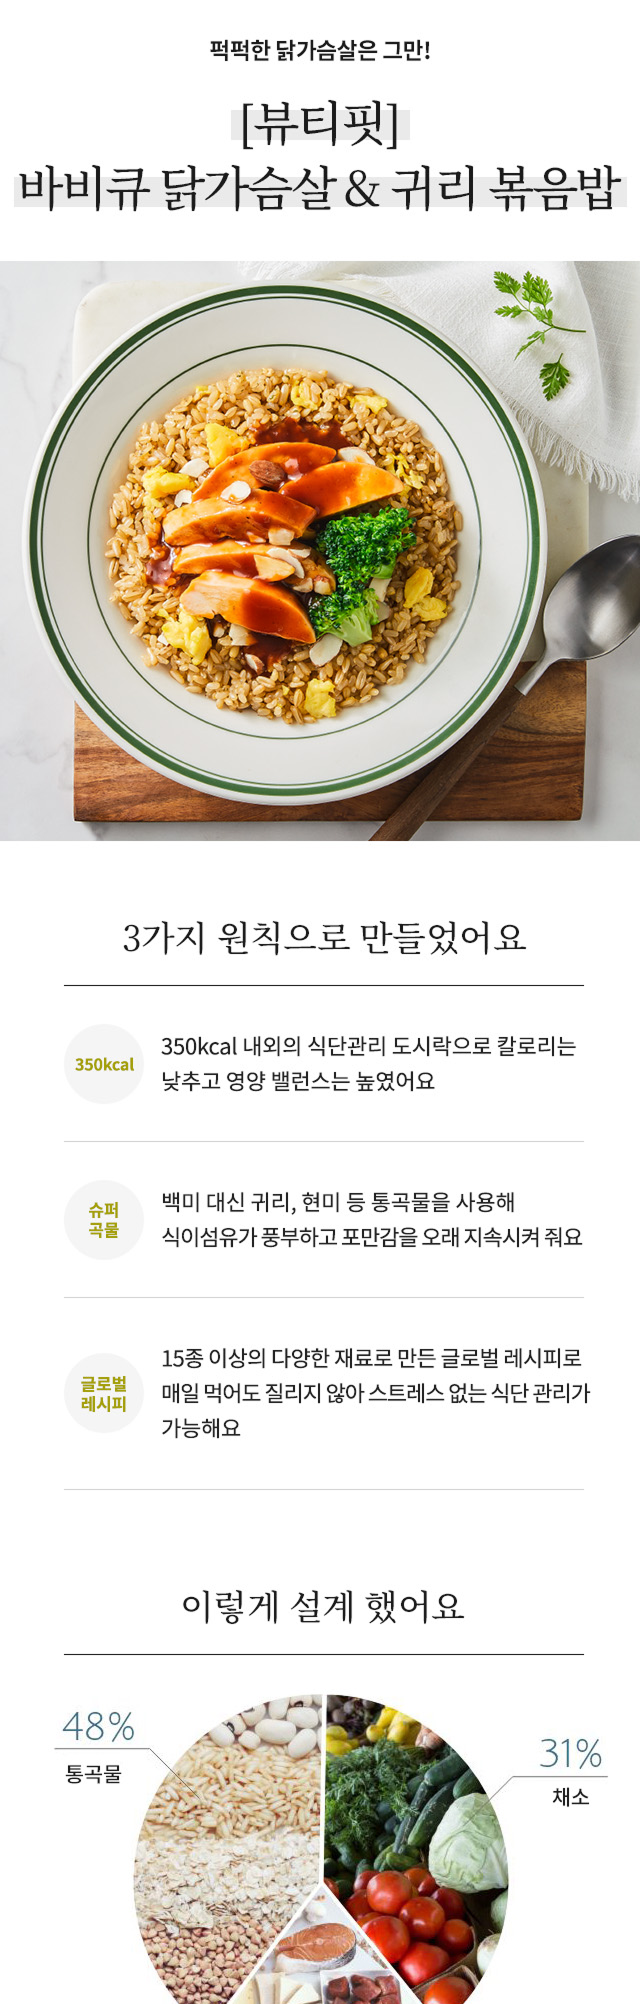 퍽퍽한 닭가슴살은 그만!
[뷰티핏]
바비큐 닭가슴살 & 귀리 볶음밥
3가지 원칙으로 만들었어요
350kcal
350kcal 내외의 식단관리 도시락으로 칼로리는
낮추고 영양 밸런스는 높였어요
슈퍼
곡물
백미 대신 귀리, 현미 등 통곡물을 사용해
식이섬유가 풍부하고 포만감을 오래 지속시켜 줘요
글로벌
레시피
15종 이상의 다양한 재료로 만든 글로벌 레시피로
매일 먹어도 질리지 않아 스트레스 없는 식단 관리가
가능해요
이렇게 설계 했어요
48%
통곡물
31%
채소